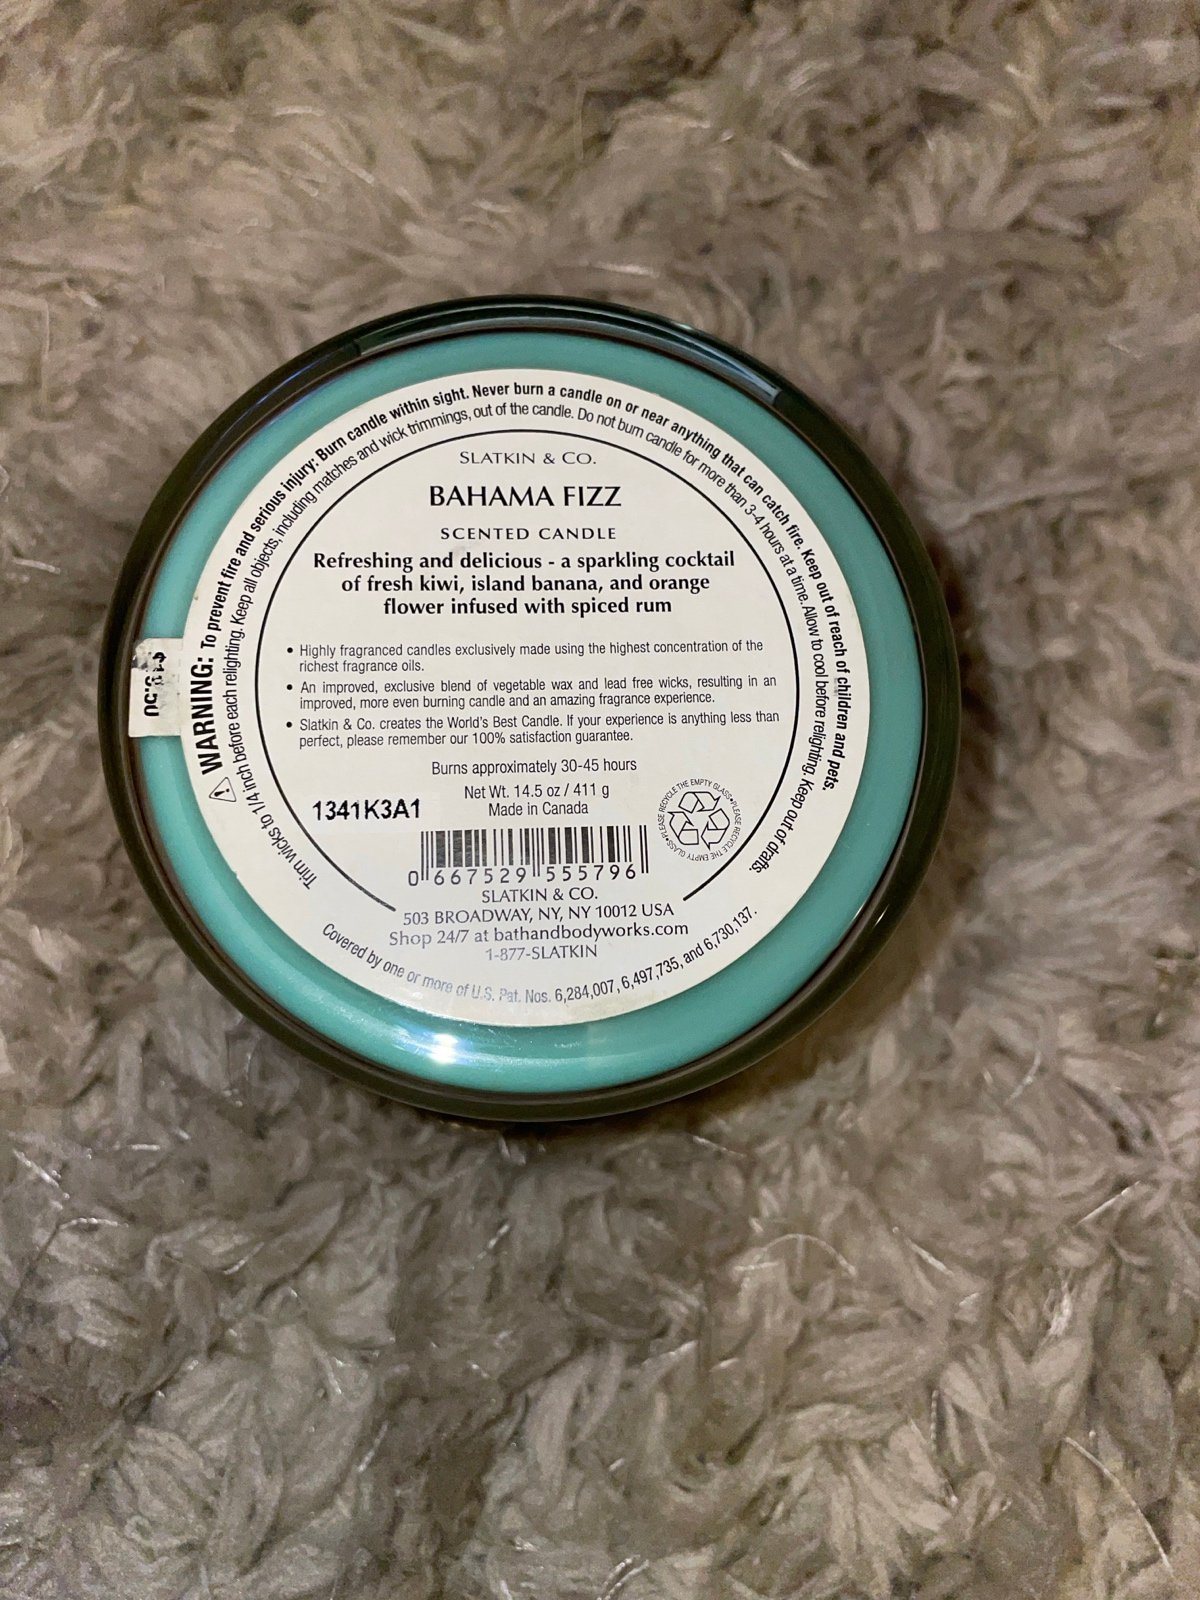 WARNING: To prevent fire and serious injury: Burn candle within sight. Never burn a candle on or near anything that can catch fire. Keep out of reach of children and pets.
Trim wicks to 1/4 inch before each relighting. Keep all objects, including matches and wick trimmings, out of the candle. Do not burn candle for more than 3-4 hours at a time. Allow to cool before relighting. Keep out of drafts.
SLATKIN & CO.
BAHAMA FIZZ
SCENTED CANDLE
Refreshing and delicious - a sparkling cocktail
of fresh kiwi, island banana, and orange
flower infused with spiced rum
• Highly fragranced candles exclusively made using the highest concentration of the
richest fragrance oils.
• An improved, exclusive blend of vegetable wax and lead free wicks, resulting in an
improved, more even burning candle and an amazing fragrance experience.
• Slatkin & Co. creates the World's Best Candle. If your experience is anything less than
perfect, please remember our 100% satisfaction guarantee.
Burns approximately 30-45 hours
Net Wt. 14.5 oz / 411 g
Made in Canada
1341K3A1
PLEASE RECYCLE THE EMPTY GLASS • PLEASE RECYCLE THE EMPTY GLASS •
0 667529 555796
SLATKIN & CO.
503 BROADWAY, NY, NY 10012 USA
Shop 24/7 at bathandbodyworks.com
1-877-SLATKIN
Covered by one or more of U.S. Pat. Nos. 6,284,007, 6,497,735, and 6,730,137.